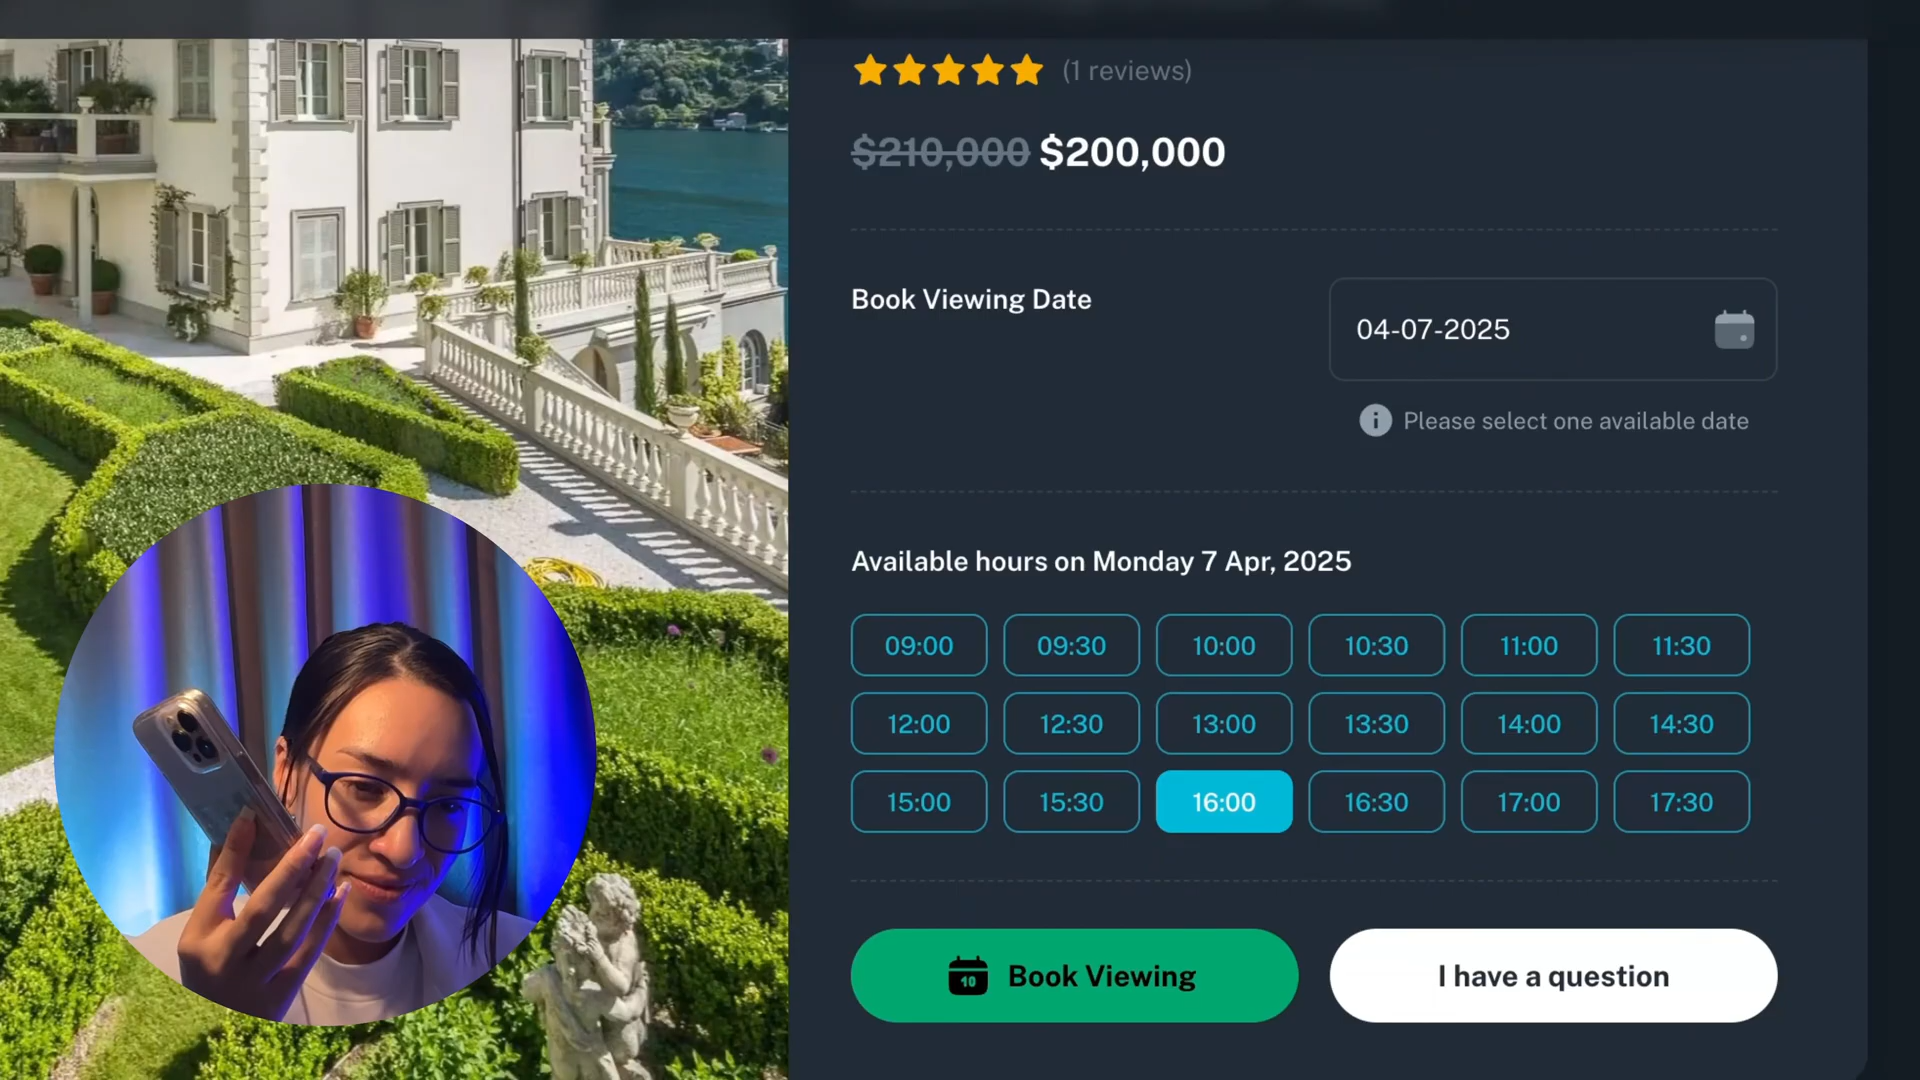 (1 reviews)
$210,000 $200,000
Book Viewing Date
04-07-2025
Please select one available date
Available hours on Monday 7 Apr, 2025
09:00 09:30 10:00 10:30 11:00 11:30
12:00 12:30 13:00 13:30 14:00 14:30
15:00 15:30 16:00 16:30 17:00 17:30
10 Book Viewing
I have a question